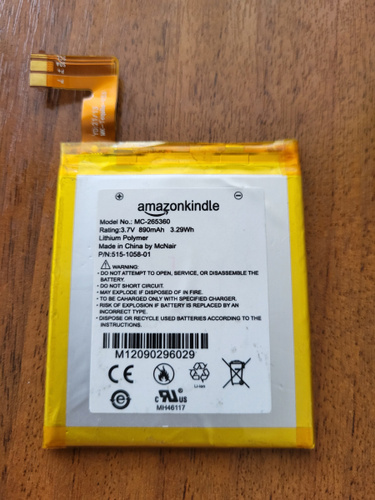 amazonkindle
Model No.: MC-265360
Rating:3.7V 890mAh 3.29Wh
Lithium Polymer
Made in China by McNair
P/N:515-1058-01
WARNING
• DO NOT ATTEMPT TO OPEN, SERVICE, OR DISASSEMBLE THE
BATTERY.
• DO NOT SHORT CIRCUIT.
• MAY EXPLODE IF DISPOSED OF IN FIRE.
• TO BE CAHARGED ONLY WITH SPECIFIED CHARGER.
• RISK OF EXPLOSION IF BATTERY IS REPLACED BY AN
INCORRECT TYPE.
• DISPOSE OR RECYCLE USED BATTERIES ACCORDING TO THE
INSTRUCTIONS.
M12090296029
CE
Li-ion
c RU us
MH46117